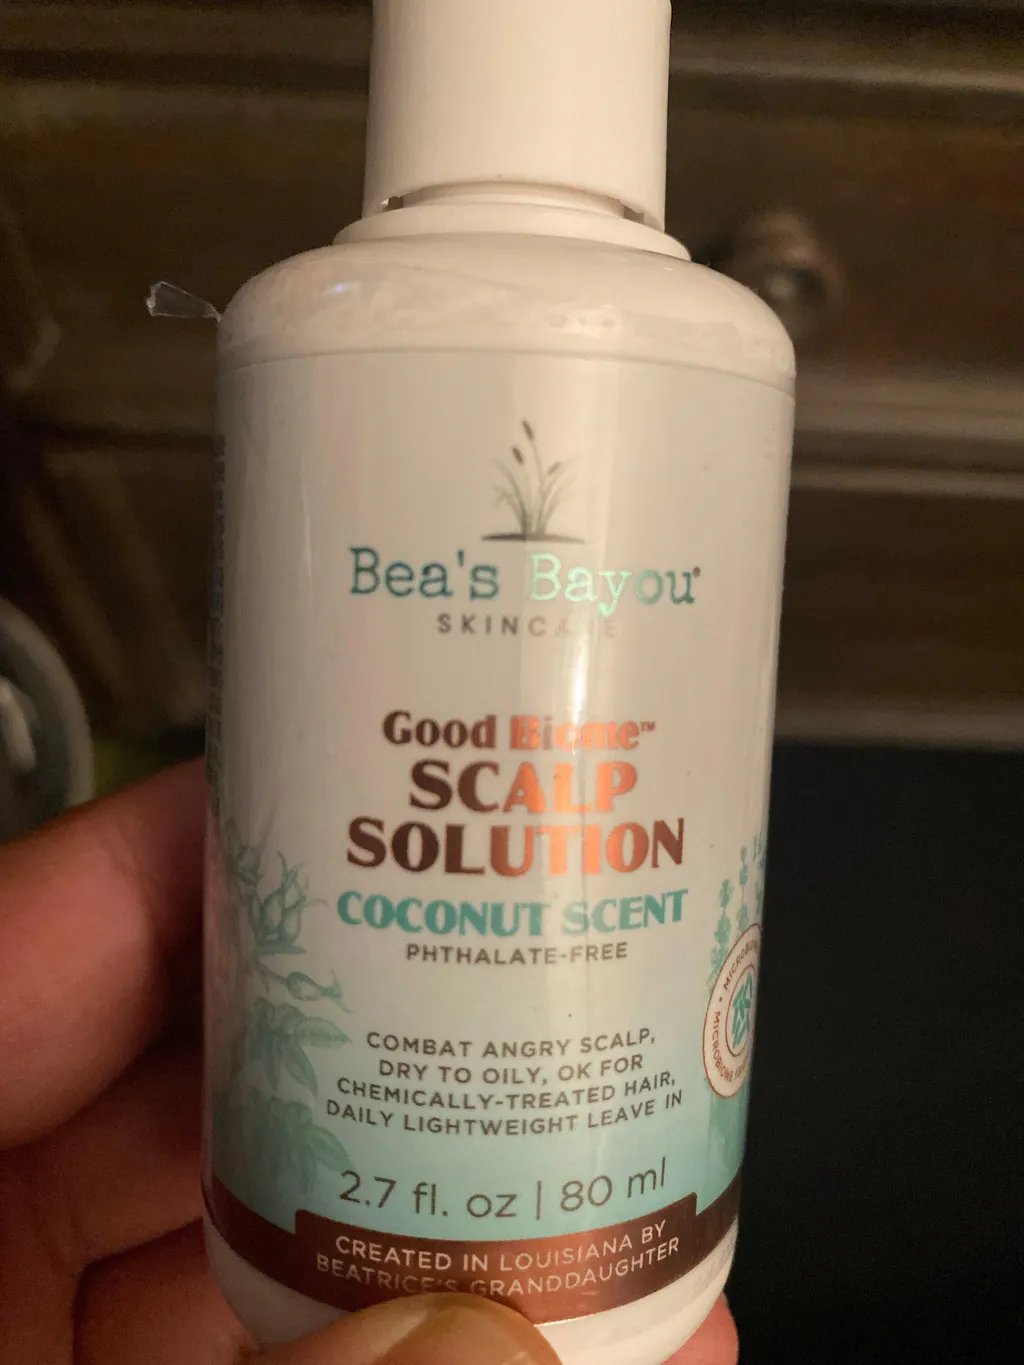 Bea's Bayou®
SKINCARE
Good Biome™
SCALP
SOLUTION
COCONUT SCENT
PHTHALATE-FREE
COMBAT ANGRY SCALP,
DRY TO OILY, OK FOR
CHEMICALLY-TREATED HAIR,
DAILY LIGHTWEIGHT LEAVE IN
2.7 fl. oz | 80 ml
CREATED IN LOUISIANA BY
BEATRICE'S GRANDDAUGHTER